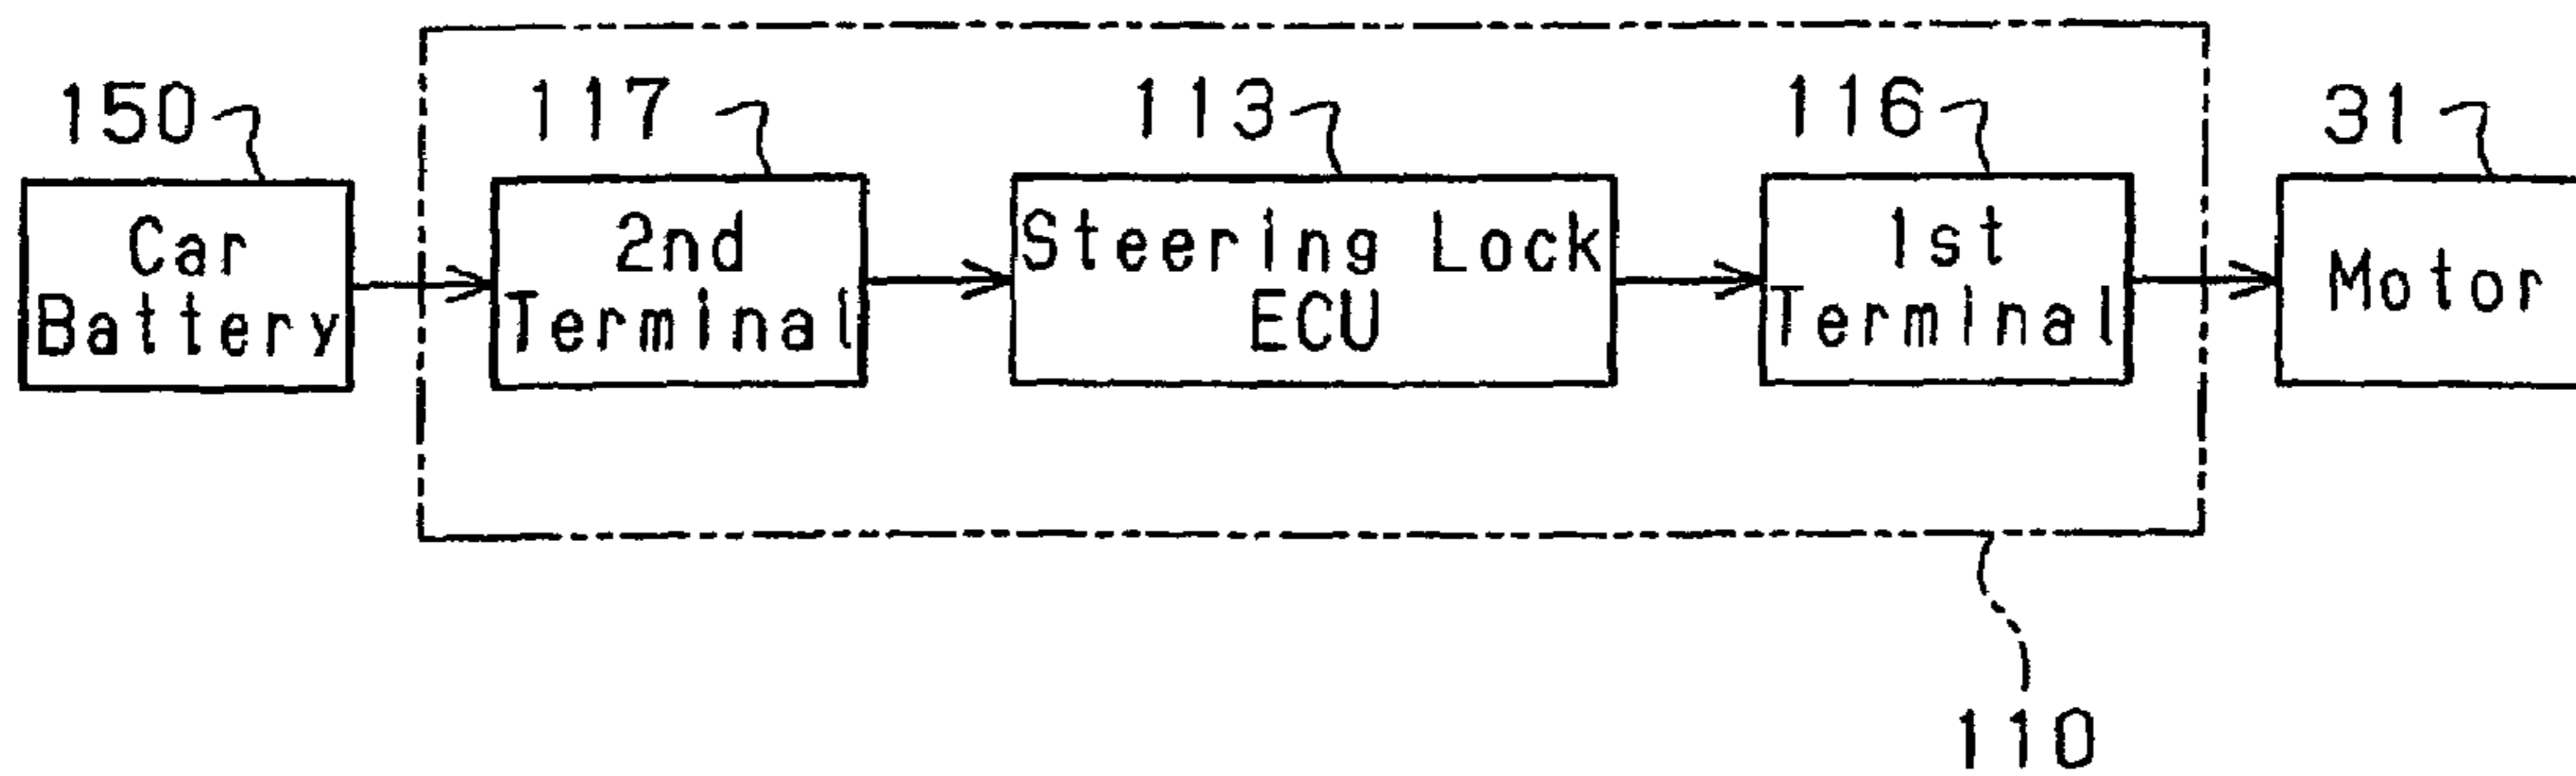 150 117 113 116 31
Car Battery
2nd Terminal
Steering Lock ECU
1st Terminal
Motor
110